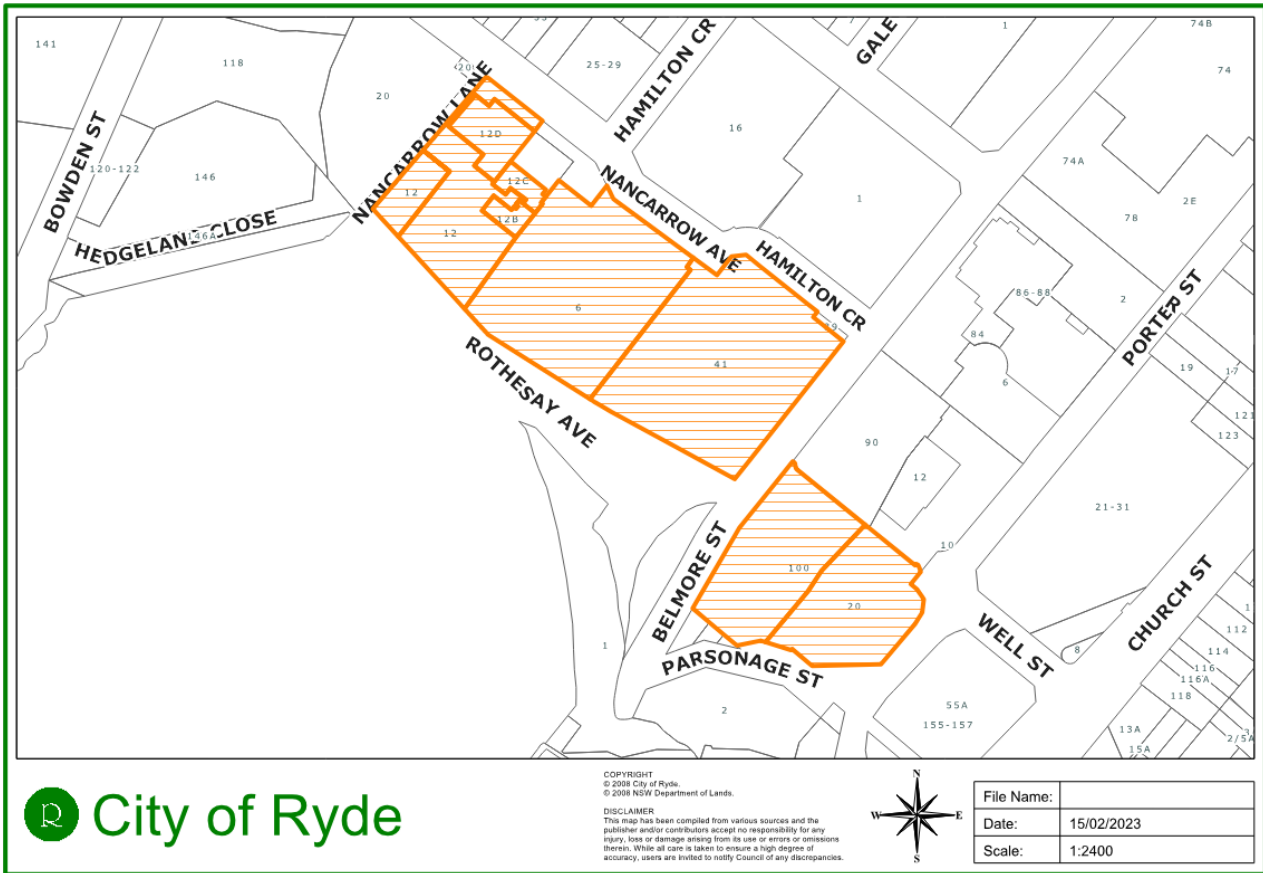 74B
141
118
20
20
25-29
HAMILTON CR
GALE
1
74
16
74A
BOWDEN ST
120-122
146
NANCARROW LANE
12D
12C
12
12B
12
HEDGELAND CLOSE
146A
NANCARROW AVE
HAMILTON CR
1
78
2E
86-88
2
84
6
PORTER ST
6
41
19
17
121
123
ROTHESAY AVE
90
12
21-31
10
BELMORE ST
100
20
1
PARSONAGE ST
2
WELL ST
8
CHURCH ST
1
112
114
116
116A
118
55A
155-157
13A
15A
2/5A
R City of Ryde
COPYRIGHT
© 2008 City of Ryde.
© 2008 NSW Department of Lands.
DISCLAIMER
This map has been compiled from various sources and the
publisher and/or contributors accept no responsibility for any
injury, loss or damage arising from its use or errors or omissions
therein. While all care is taken to ensure a high degree of
accuracy, users are invited to notify Council of any discrepancies.
N
W
E
S
File Name:
Date: 15/02/2023
Scale: 1:2400